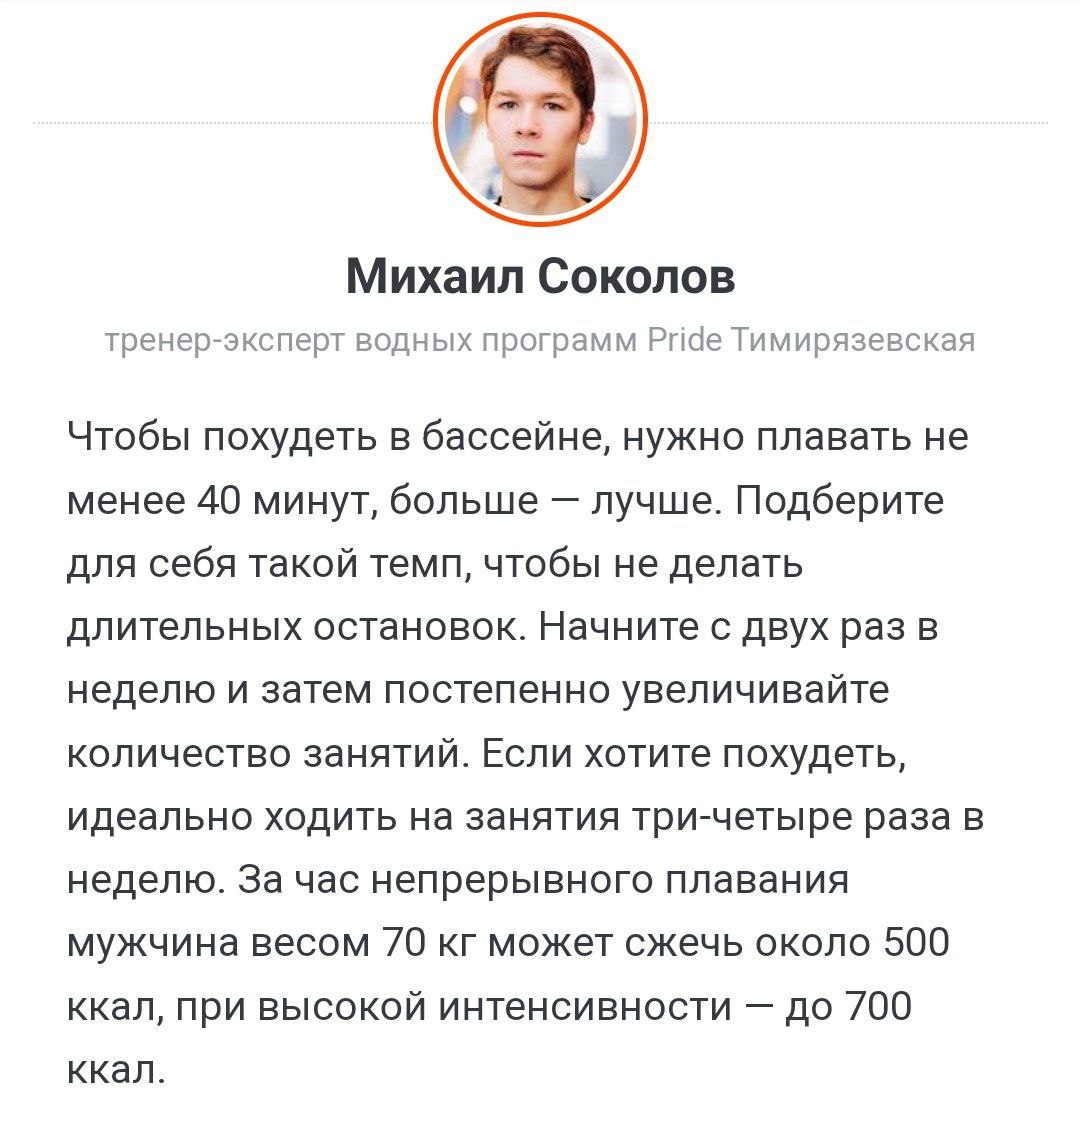 Михаил Соколов
тренер-эксперт водных программ Pride Тимирязевская
Чтобы похудеть в бассейне, нужно плавать не
менее 40 минут, больше — лучше. Подберите
для себя такой темп, чтобы не делать
длительных остановок. Начните с двух раз в
неделю и затем постепенно увеличивайте
количество занятий. Если хотите похудеть,
идеально ходить на занятия три-четыре раза в
неделю. За час непрерывного плавания
мужчина весом 70 кг может сжечь около 500
ккал, при высокой интенсивности — до 700
ккал.